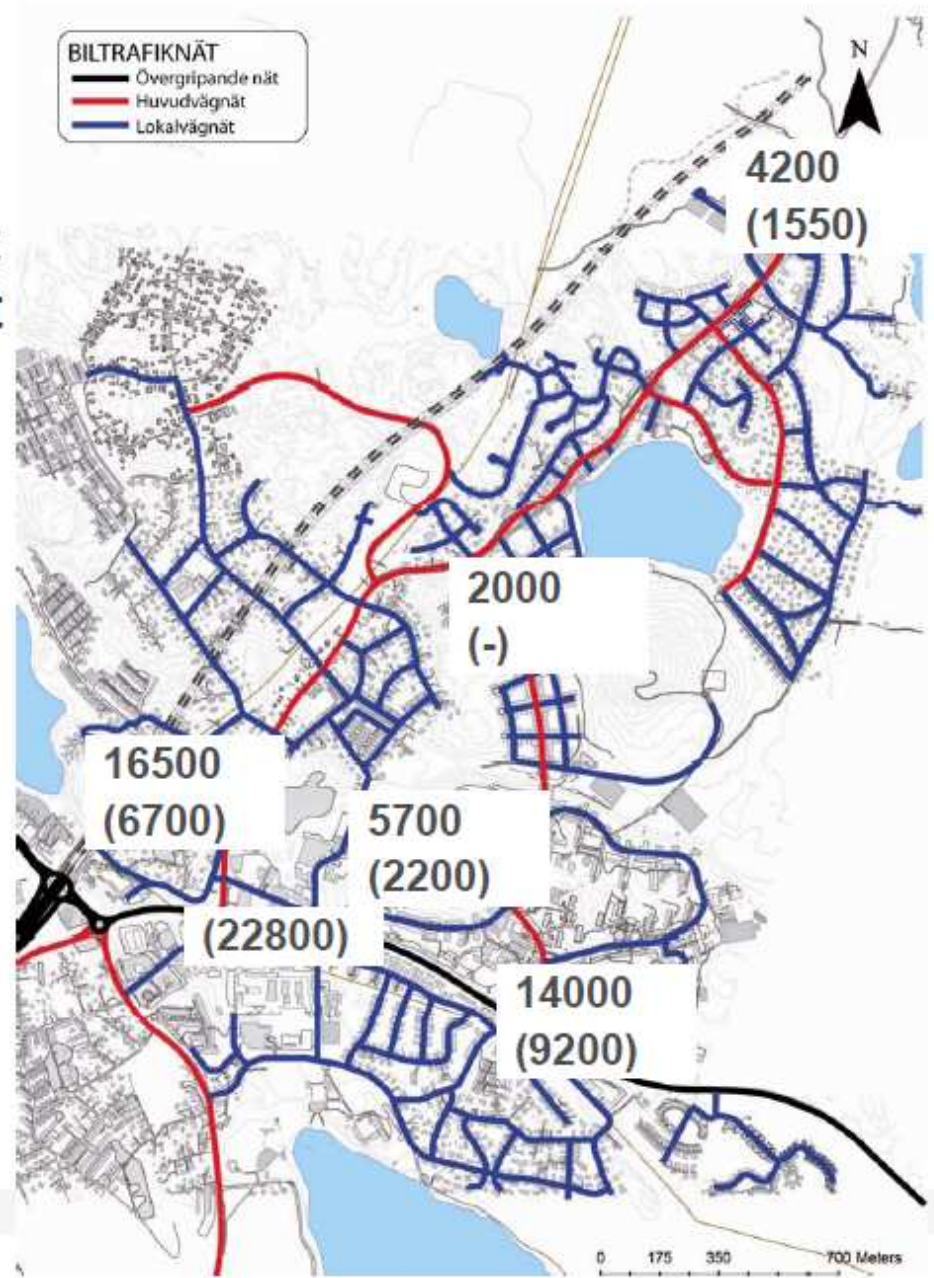 BILTRAFIKNÄT
Övergripande nät
Huvudvägnät
Lokalvägnät
N
4200
(1550)
2000
(-)
16500
(6700)
5700
(2200)
(22800)
14000
(9200)
0 175 350 700 Meters